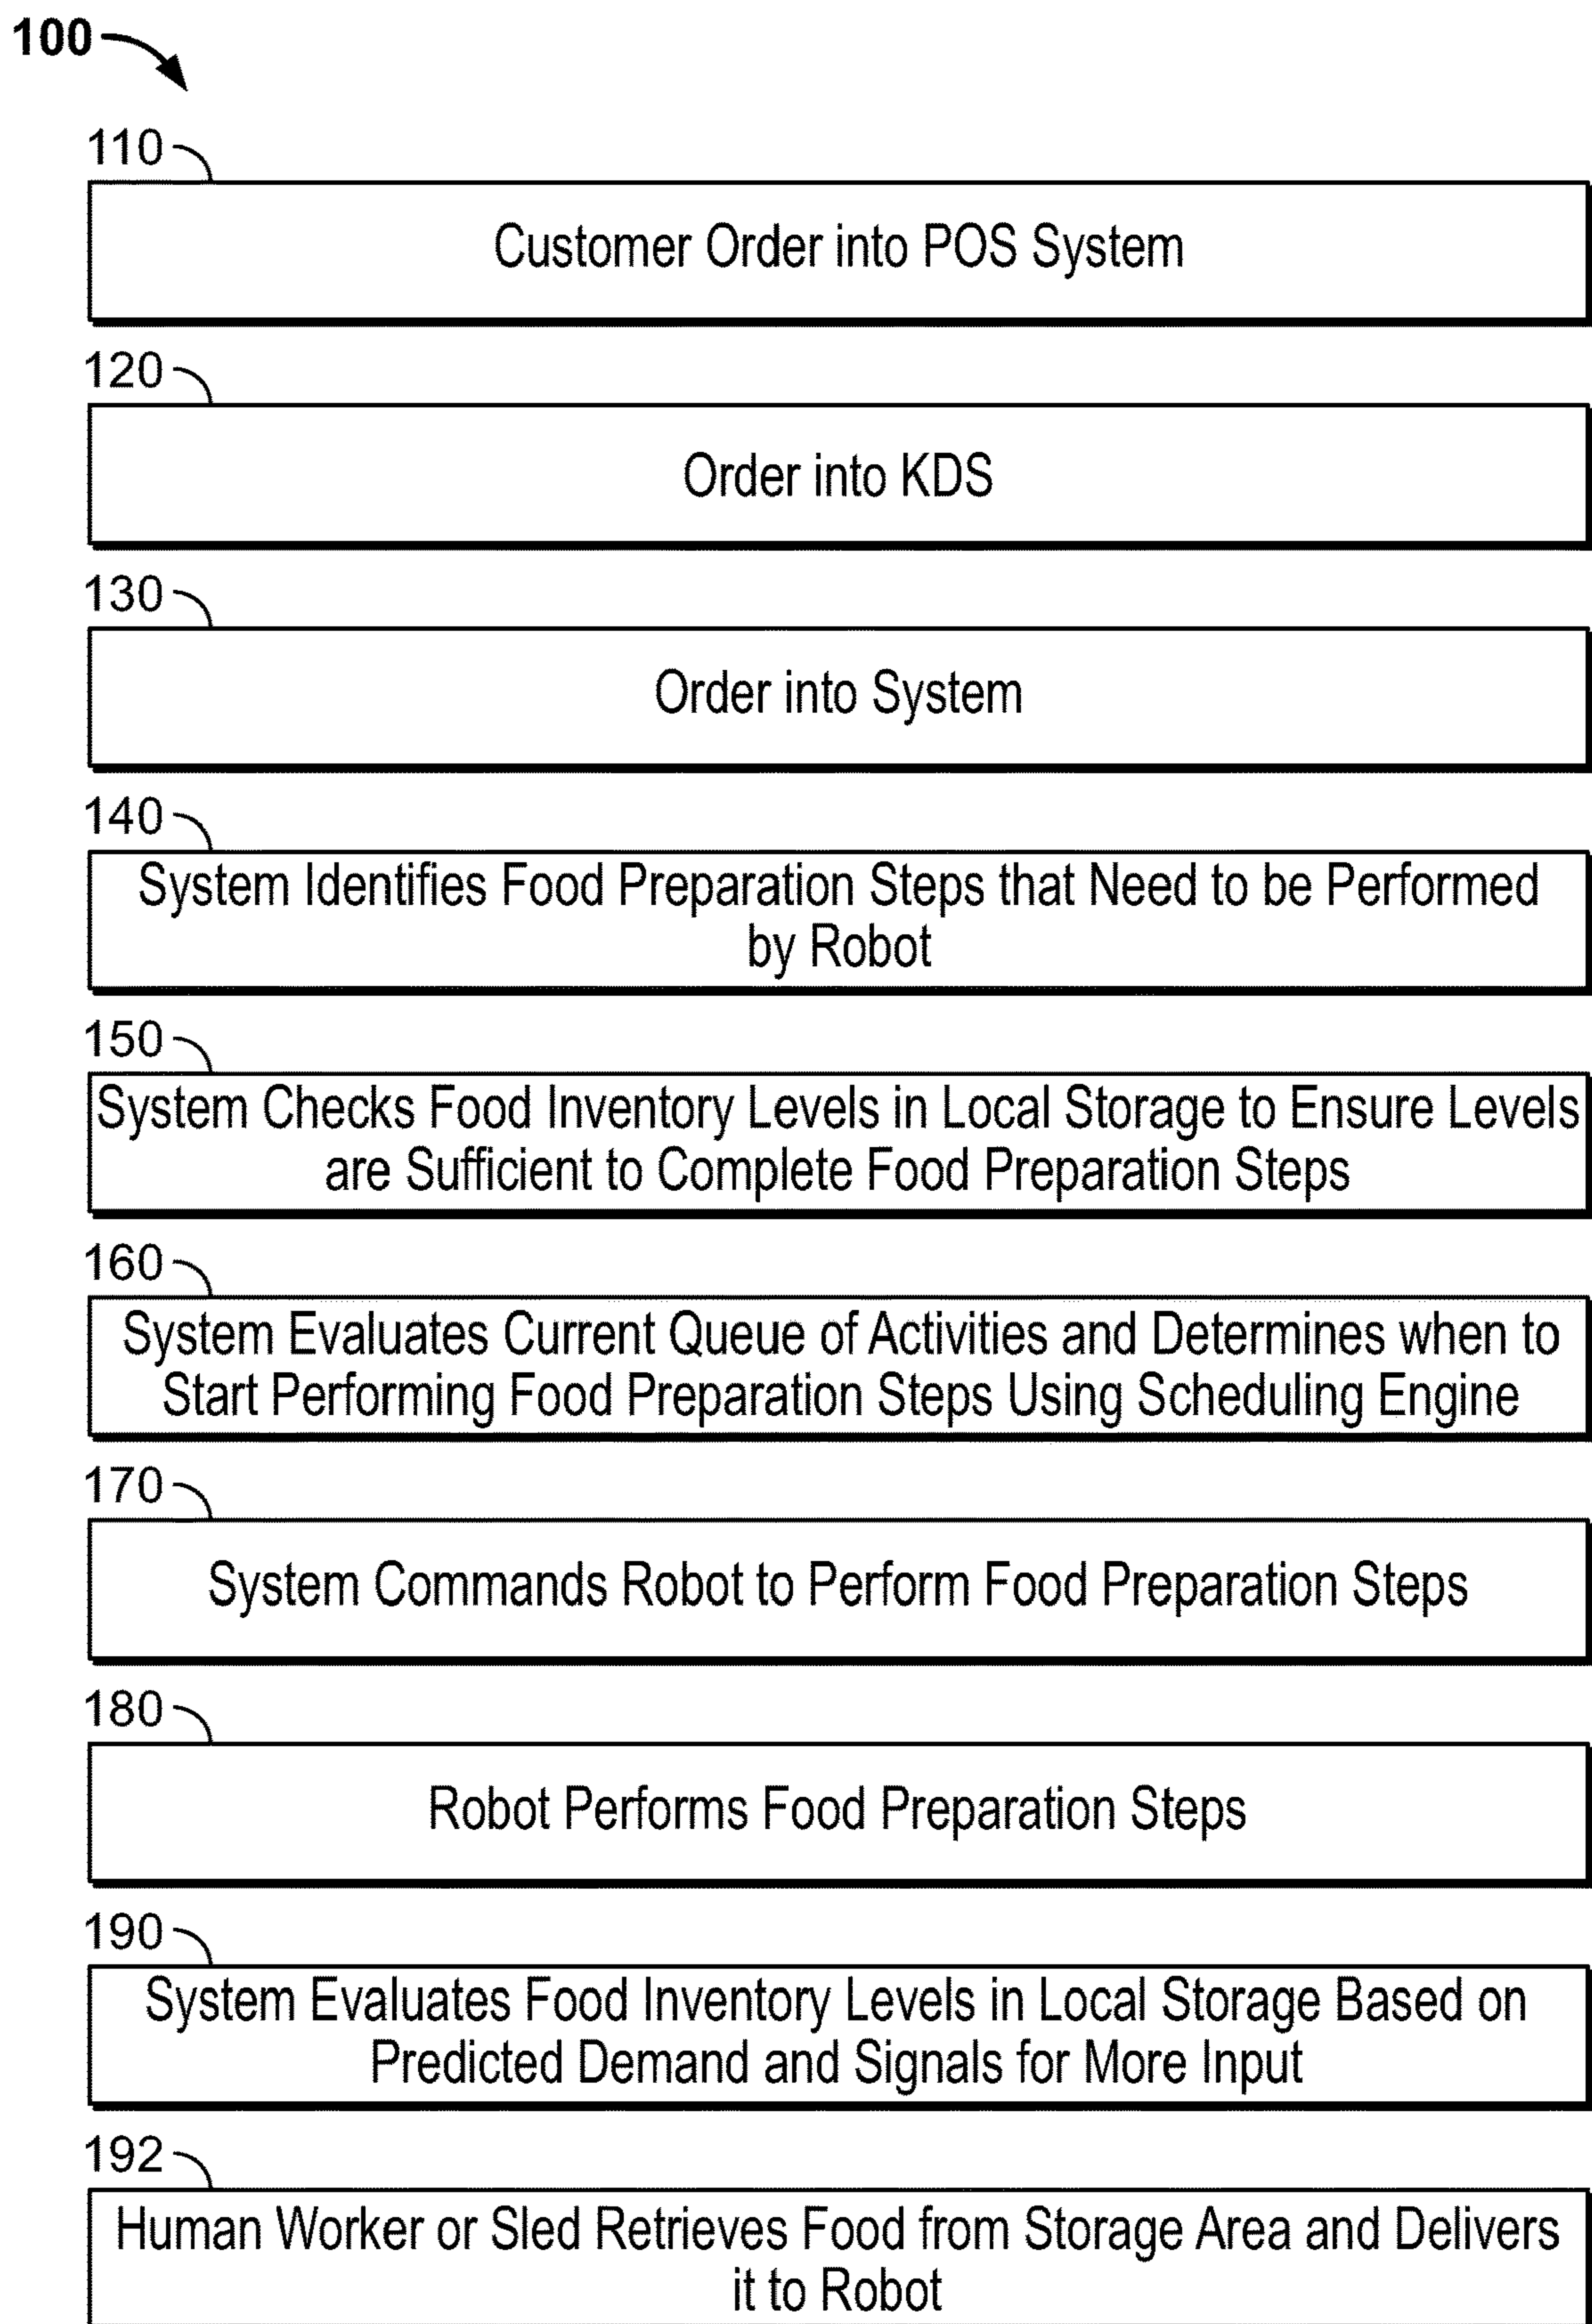 100
110
Customer Order into POS System
120
Order into KDS
130
Order into System
140
System Identifies Food Preparation Steps that Need to be Performed
by Robot
150
System Checks Food Inventory Levels in Local Storage to Ensure Levels
are Sufficient to Complete Food Preparation Steps
160
System Evaluates Current Queue of Activities and Determines when to
Start Performing Food Preparation Steps Using Scheduling Engine
170
System Commands Robot to Perform Food Preparation Steps
180
Robot Performs Food Preparation Steps
190
System Evaluates Food Inventory Levels in Local Storage Based on
Predicted Demand and Signals for More Input
192
Human Worker or Sled Retrieves Food from Storage Area and Delivers
it to Robot